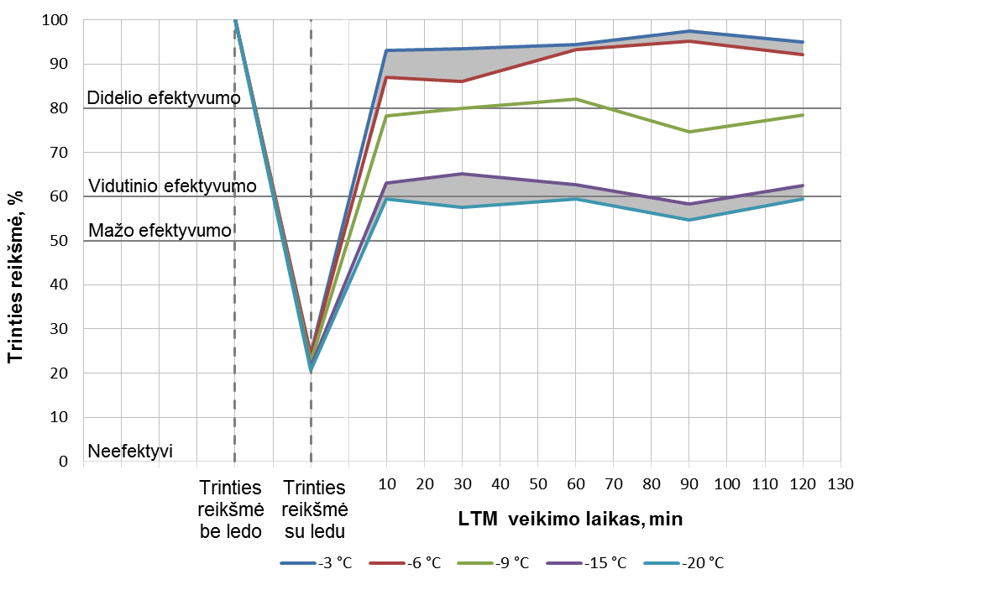 Trinties reikšmė, %
100
90
80
70
60
50
40
30
20
10
0
Didelio efektyvumo
Vidutinio efektyvumo
Mažo efektyvumo
Neefektyvi
Trinties
reikšmė
be ledo
Trinties
reikšmė
su ledu
10 20 30 40 50 60 70 80 90 100 110 120 130
LTM veikimo laikas, min
-3 °C -6 °C -9 °C -15 °C -20 °C